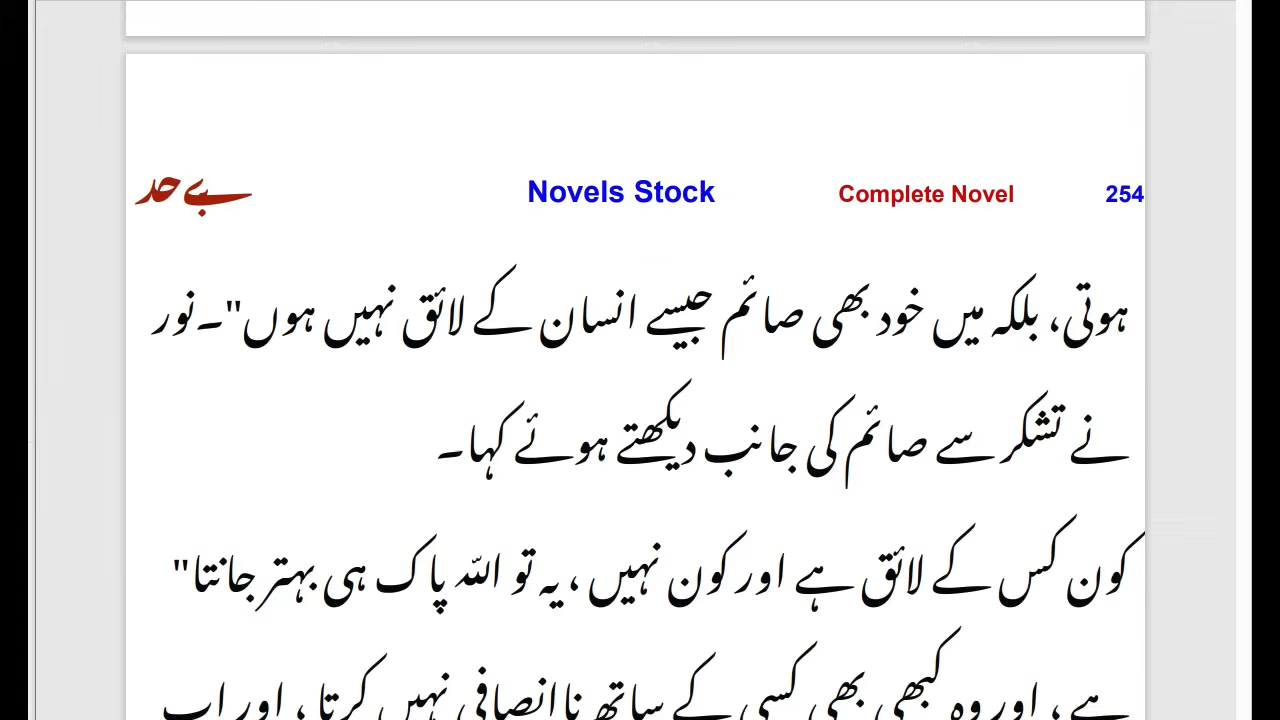 بے حد Novels Stock Complete Novel 254
ہوتی، بلکہ میں خود بھی صائم جیسے انسان کے لائق نہیں ہوں"۔ نور
نے تشکر سے صائم کی جانب دیکھتے ہوئے کہا۔
کون کس کے لائق ہے اور کون نہیں، یہ تو اللہ پاک ہی بہتر جانتا"
ہے، اور وہ کبھی بھی کسی کے ساتھ ناانصافی نہیں کرتا، اور اب